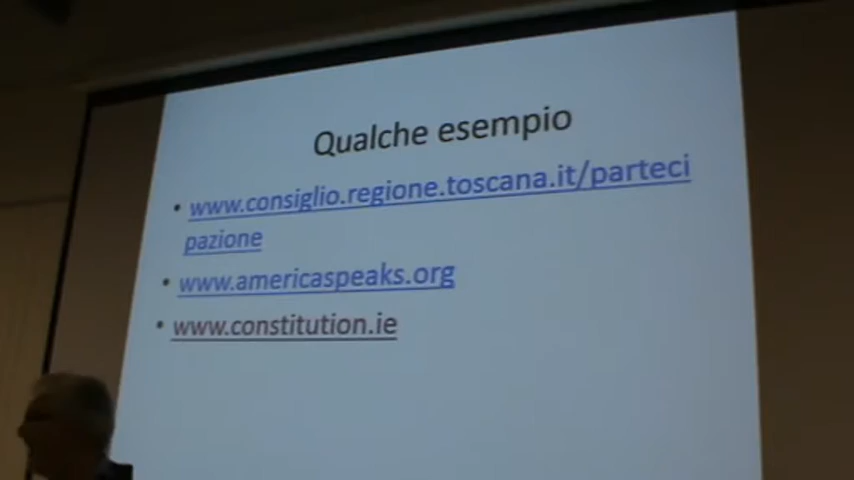 Qualche esempio
• www.consiglio.regione.toscana.it/parteci
pazione
• www.americaspeaks.org
• www.constitution.ie